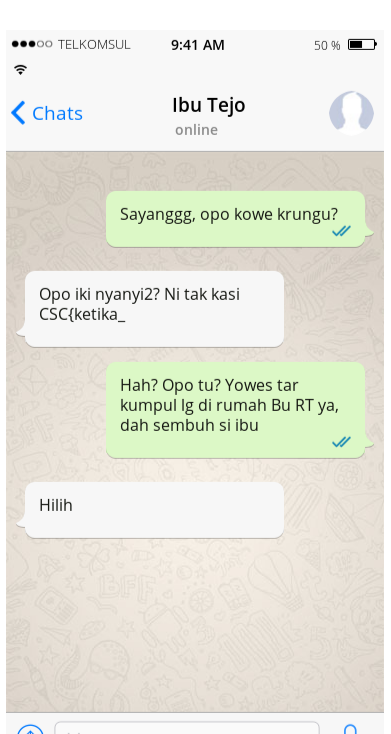 TELKOMSUL 9:41 AM 50 %
Chats
Ibu Tejo
online
Sayanggg, opo kowe krungu?
Opo iki nyanyi2? Ni tak kasi
CSC{ketika_
Hah? Opo tu? Yowes tar
kumpul lg di rumah Bu RT ya,
dah sembuh si ibu
Hilih